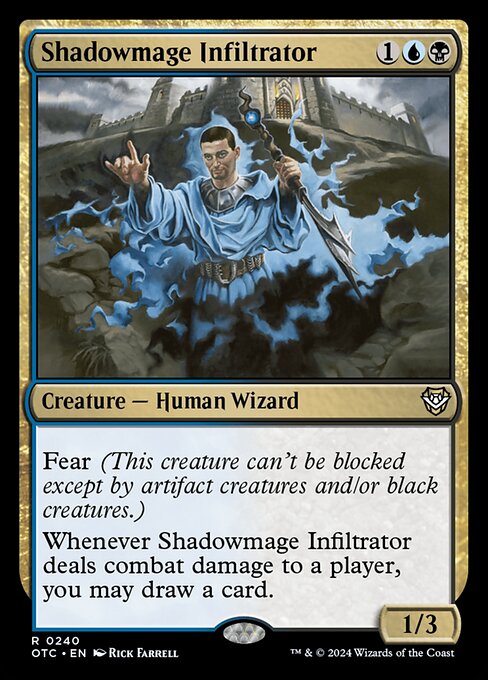 Shadowmage Infiltrator 1
Creature — Human Wizard
Fear (This creature can't be blocked
except by artifact creatures and/or black
creatures.)
Whenever Shadowmage Infiltrator
deals combat damage to a player,
you may draw a card.
1/3
R 0240
OTC • EN Rick Farrell
™ & © 2024 Wizards of the Coast